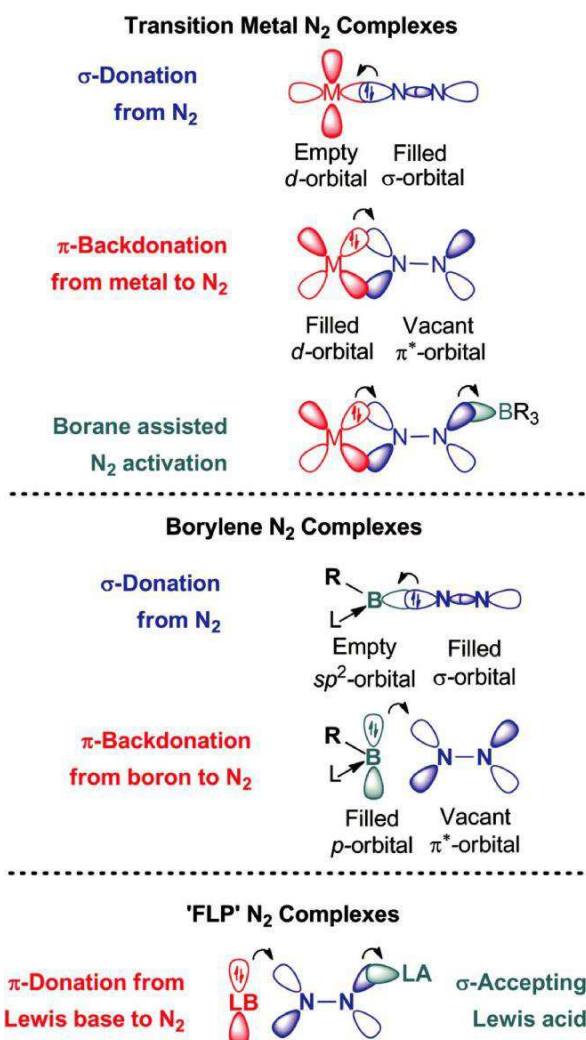 Transition Metal N₂ Complexes
σ-Donation
from N₂
M N N
Empty Filled
d-orbital σ-orbital
π-Backdonation
from metal to N₂
M N N
Filled Vacant
d-orbital π*-orbital
Borane assisted
N₂ activation
M N N BR₃
Borylene N₂ Complexes
σ-Donation
from N₂
R
B N N
L
Empty Filled
sp²-orbital σ-orbital
π-Backdonation
from boron to N₂
R
B N N
L
Filled Vacant
p-orbital π*-orbital
'FLP' N₂ Complexes
π-Donation from
Lewis base to N₂
LB N N LA
σ-Accepting
Lewis acid